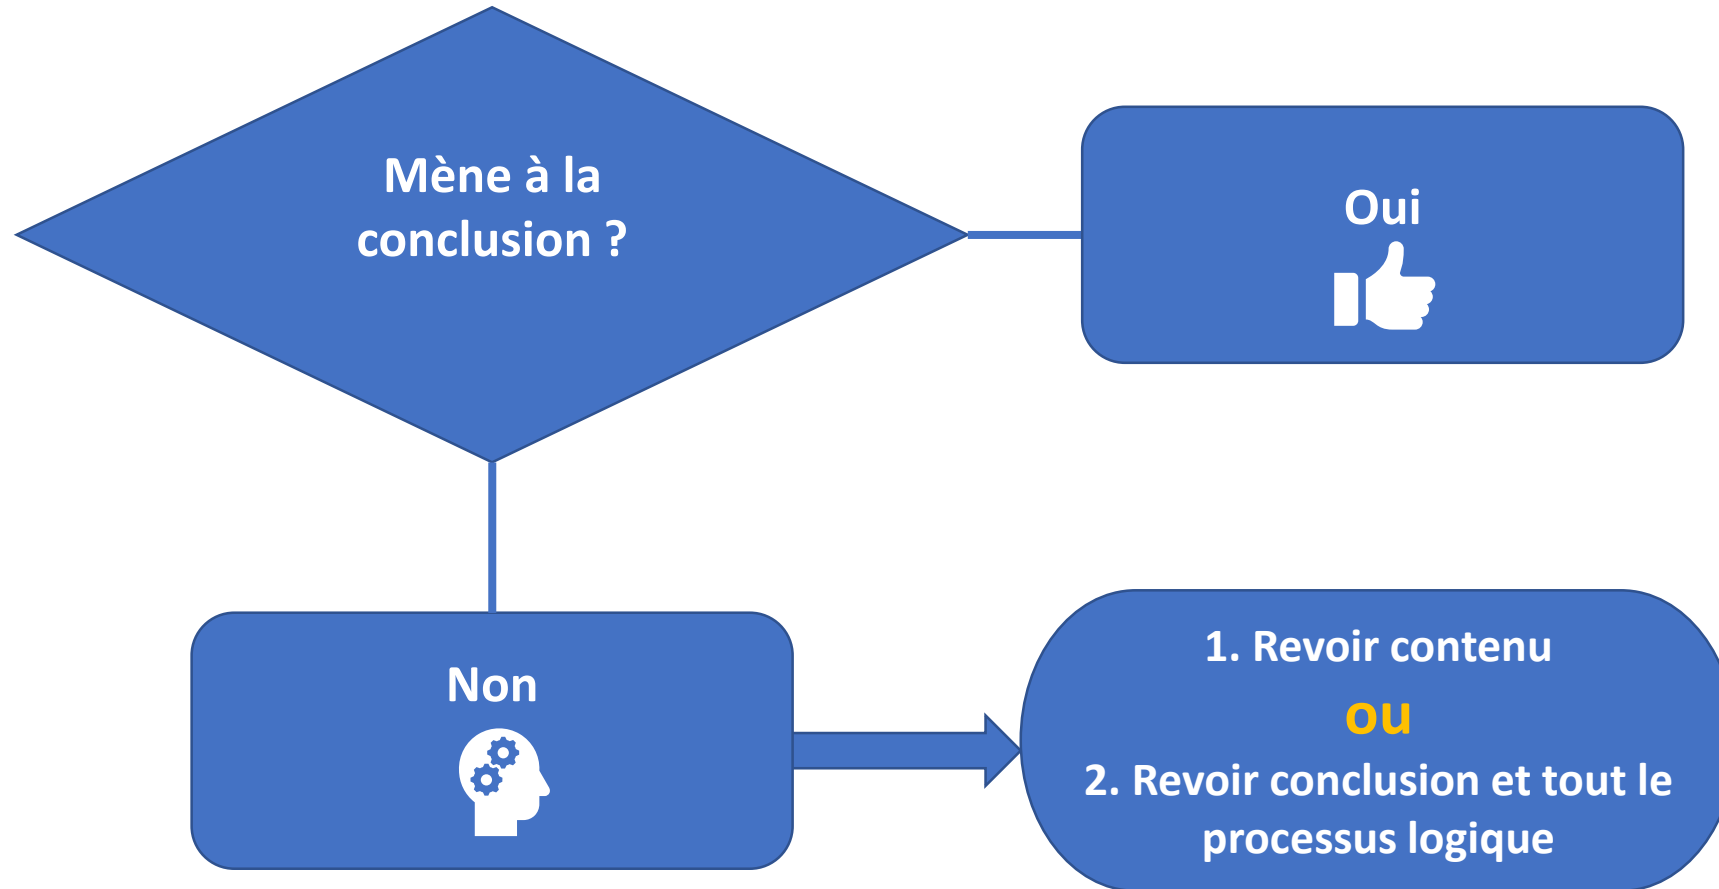 Mène à la
conclusion ?
Oui
Non
1. Revoir contenu
ou
2. Revoir conclusion et tout le
processus logique